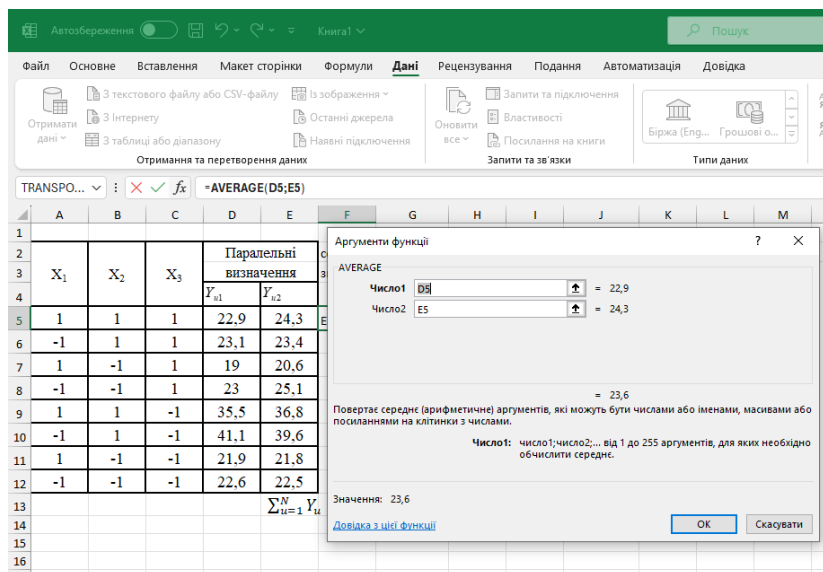 Автозбереження Книга1 Пошук
Файл Основне Вставлення Макет сторінки Формули Дані Рецензування Подання Автоматизація Довідка
Отримати дані
З текстового файлу або CSV-файлу
З Інтернету
З таблиці або діапазону
Із зображення
Останні джерела
Наявні підключення
Отримання та перетворення даних
Оновити все
Запити та підключення
Властивості
Посилання на книги
Запити та зв'язки
Біржа (Eng... Грошові о...
Типи даних
TRANSPO... fx =AVERAGE(D5;E5)
A B C D E F G H I J K L M
1
2 Паралельні
3 X1 X2 X3 визначення
4 Yu1 Yu2
5 1 1 1 22,9 24,3
6 -1 1 1 23,1 23,4
7 1 -1 1 19 20,6
8 -1 -1 1 23 25,1
9 1 1 -1 35,5 36,8
10 -1 1 -1 41,1 39,6
11 1 -1 -1 21,9 21,8
12 -1 -1 -1 22,6 22,5
13 ∑Nu=1 Yu
14
15
16
Аргументи функції ? ×
AVERAGE
Число1 D5 = 22,9
Число2 E5 = 24,3
= 23,6
Повертає середнє (арифметичне) аргументів, які можуть бути числами або іменами, масивами або
посиланнями на клітинки з числами.
Число1: число1;число2;... від 1 до 255 аргументів, для яких необхідно
обчислити середнє.
Значення: 23,6
Довідка з цієї функції
ОК Скасувати